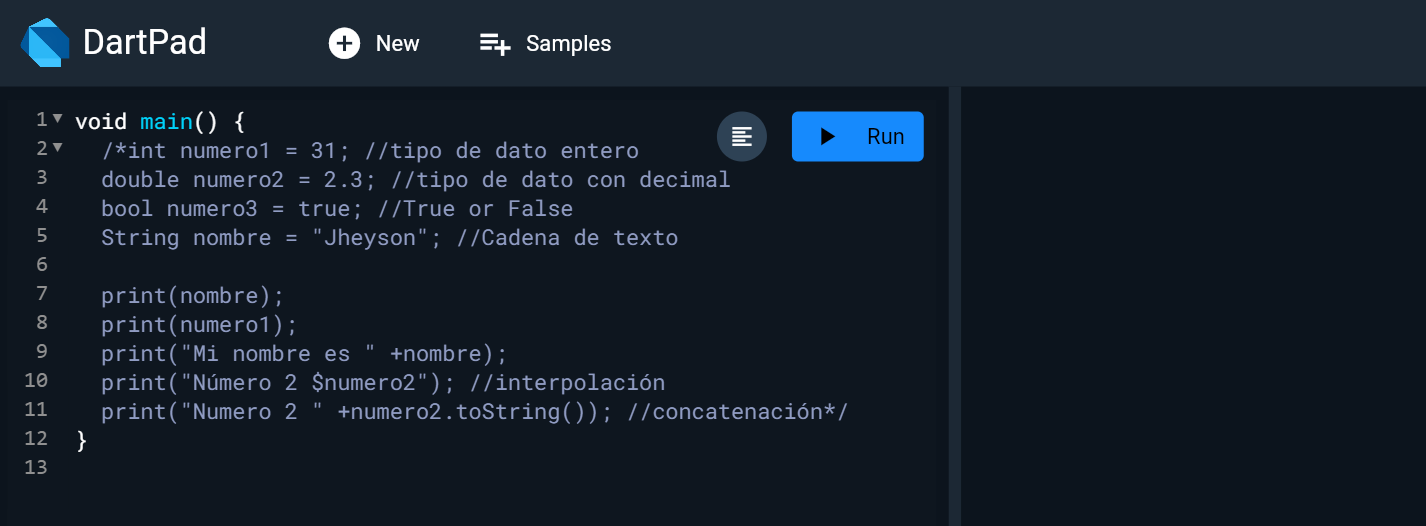 DartPad New Samples
1 void main() {
Run
2 /*int numero1 = 31; //tipo de dato entero
3 double numero2 = 2.3; //tipo de dato con decimal
4 bool numero3 = true; //True or False
5 String nombre = "Jheyson"; //Cadena de texto
6
7 print(nombre);
8 print(numero1);
9 print("Mi nombre es " +nombre);
10 print("Número 2 $numero2"); //interpolación
11 print("Numero 2 " +numero2.toString()); //concatenación*/
12 }
13